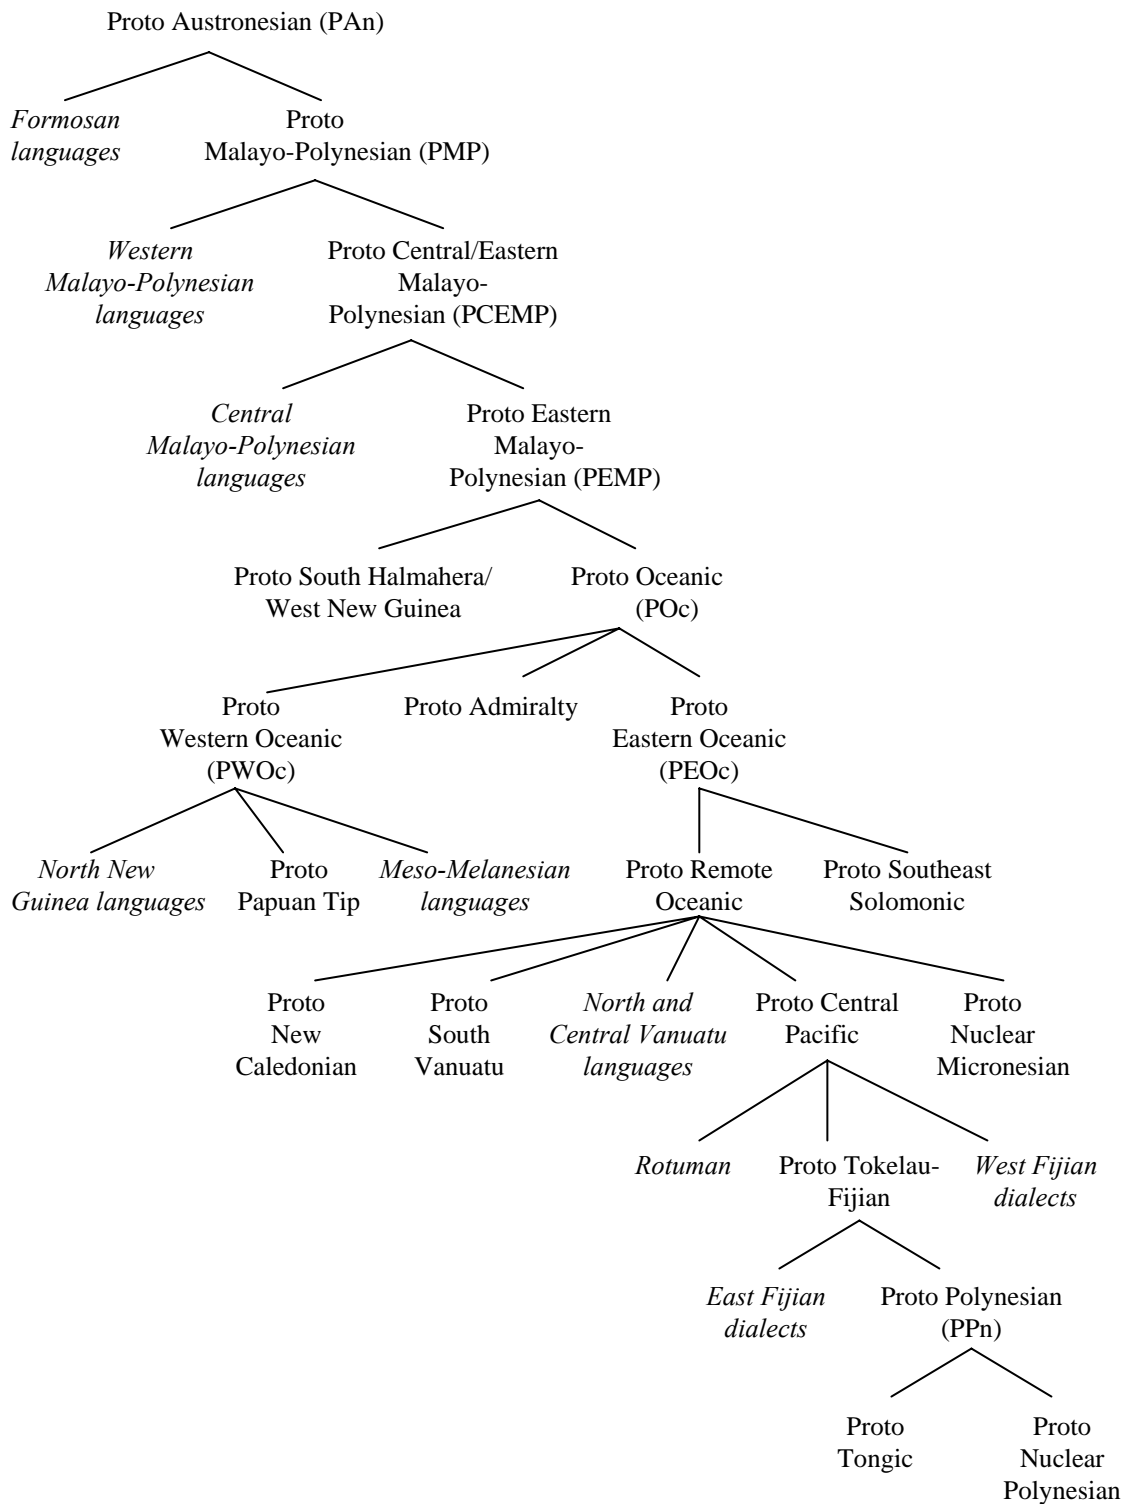 Proto Austronesian (PAn)
Formosan
languages
Proto
Malayo-Polynesian (PMP)
Western
Malayo-Polynesian
languages
Proto Central/Eastern
Malayo-
Polynesian (PCEMP)
Central
Malayo-Polynesian
languages
Proto Eastern
Malayo-
Polynesian (PEMP)
Proto South Halmahera/
West New Guinea
Proto Oceanic
(POc)
Proto
Western Oceanic
(PWOc)
Proto Admiralty
Proto
Eastern Oceanic
(PEOc)
North New
Guinea languages
Proto
Papuan Tip
Meso-Melanesian
languages
Proto Remote
Oceanic
Proto Southeast
Solomonic
Proto
New
Caledonian
Proto
South
Vanuatu
North and
Central Vanuatu
languages
Proto Central
Pacific
Proto
Nuclear
Micronesian
Rotuman
Proto Tokelau-
Fijian
West Fijian
dialects
East Fijian
dialects
Proto Polynesian
(PPn)
Proto
Tongic
Proto
Nuclear
Polynesian